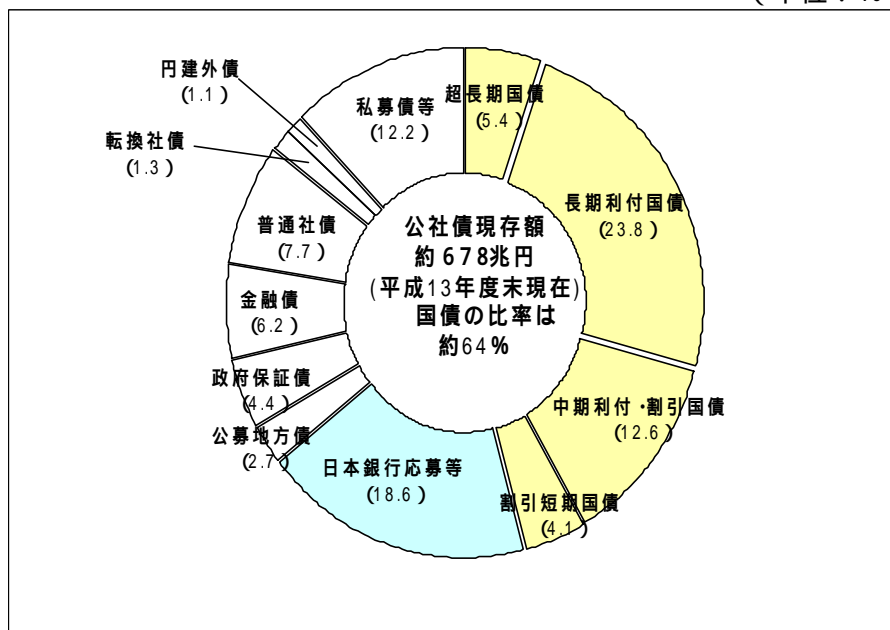 円建外債
(1.1)
私募債等
(12.2)
超長期国債
(5.4)
転換社債
(1.3)
長期利付国債
(23.8)
普通社債
(7.7)
公社債現存額
約678兆円
(平成13年度末現在)
国債の比率は
約64%
金融債
(6.2)
政府保証債
(4.4)
中期利付・割引国債
(12.6)
公募地方債
(2.7)
日本銀行応募等
(18.6)
割引短期国債
(4.1)